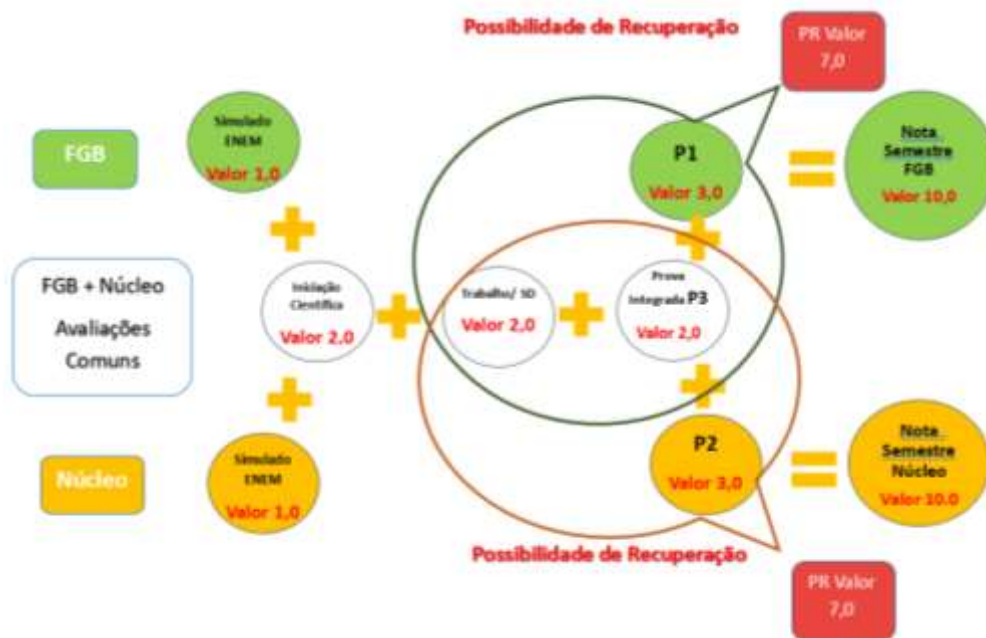 Possibilidade de Recuperação
PR Valor
7,0
FGB
Simulado
ENEM
Valor 1,0
P1
Valor 3,0
Nota
Semestre
FGB
Valor 10,0
FGB + Núcleo
Avaliações
Comuns
Iniciação
Científica
Valor 2,0
Trabalho/ SD
Valor 2,0
Prova
Integrada P3
Valor 2,0
Núcleo
Simulado
ENEM
Valor 1,0
P2
Valor 3,0
Nota
Semestre
Núcleo
Valor 10.0
Possibilidade de Recuperação
PR Valor
7,0